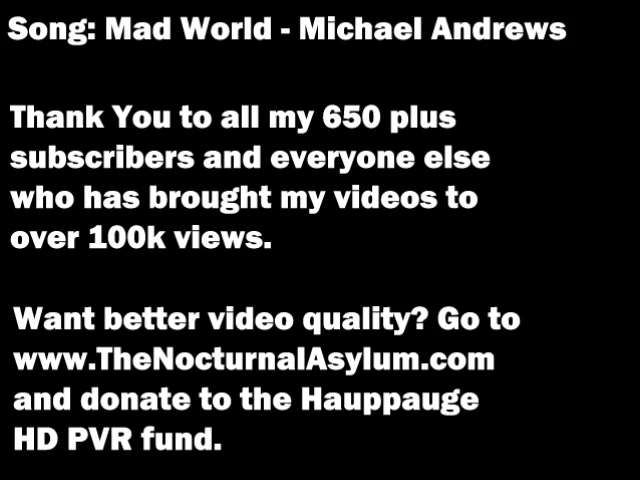 Song: Mad World - Michael Andrews
Thank You to all my 650 plus
subscribers and everyone else
who has brought my videos to
over 100k views.
Want better video quality? Go to
www.TheNocturnalAsylum.com
and donate to the Hauppauge
HD PVR fund.